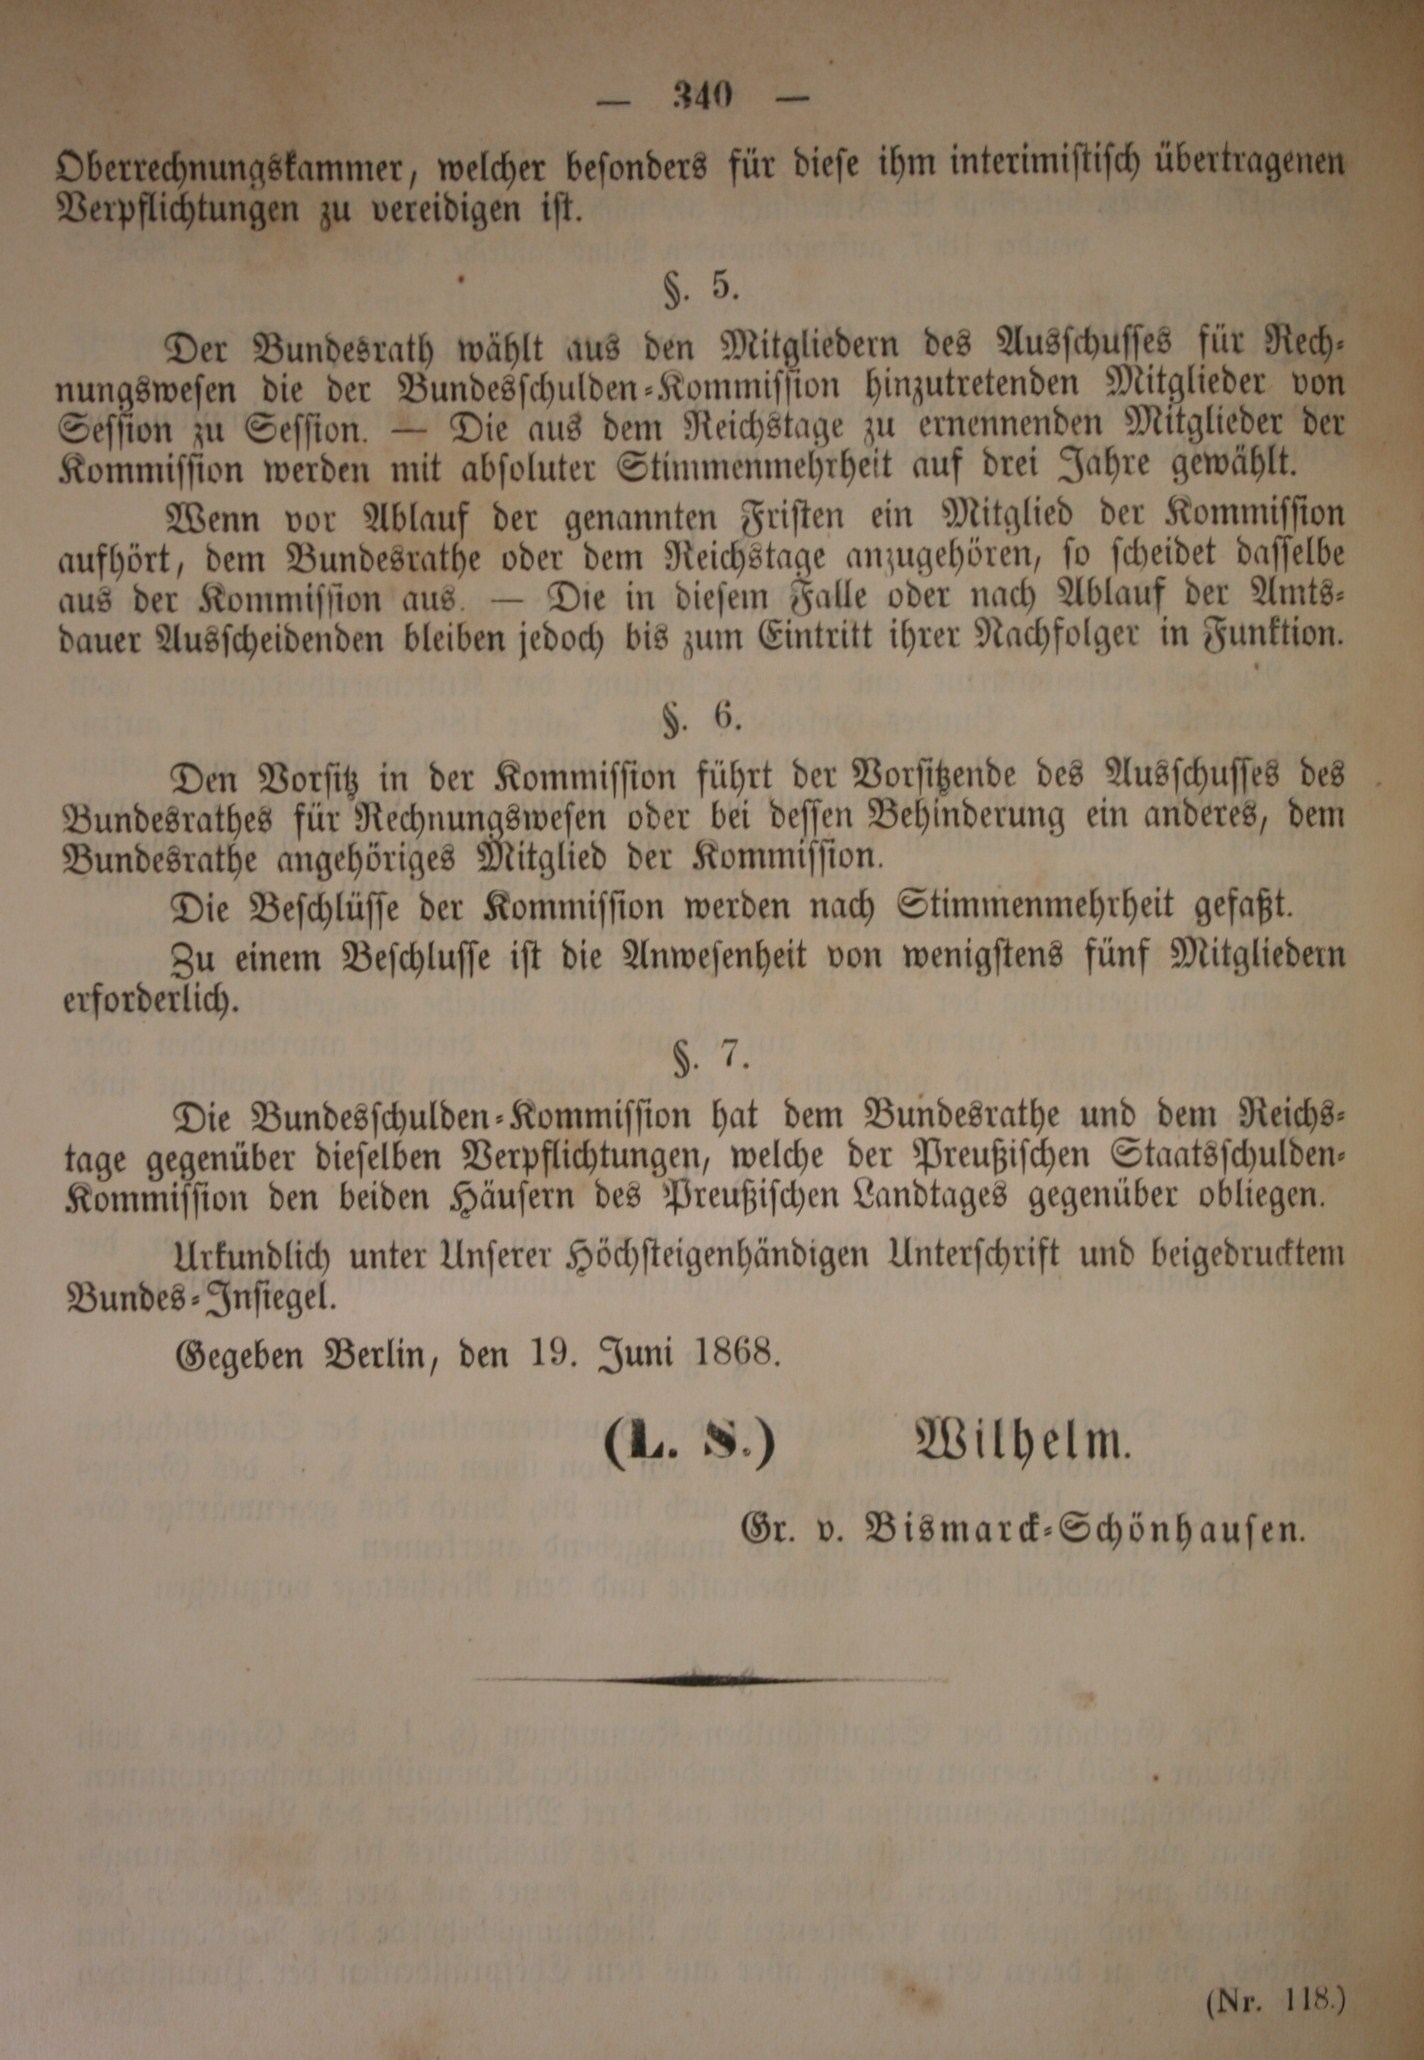 — 340 —
Oberrechnungskammer, welcher besonders für diese ihm interimistisch übertragenen
Verpflichtungen zu vereidigen ist.
§. 5.
Der Bundesrath wählt aus den Mitgliedern des Ausschusses für Rech-
nungswesen die der Bundesschulden-Kommission hinzutretenden Mitglieder von
Session zu Session. — Die aus dem Reichstage zu ernennenden Mitglieder der
Kommission werden mit absoluter Stimmenmehrheit auf drei Jahre gewählt.
Wenn vor Ablauf der genannten Fristen ein Mitglied der Kommission
aufhört, dem Bundesrathe oder dem Reichstage anzugehören, so scheidet dasselbe
aus der Kommission aus. — Die in diesem Falle oder nach Ablauf der Amts-
dauer Ausscheidenden bleiben jedoch bis zum Eintritt ihrer Nachfolger in Funktion.
§. 6.
Den Vorsitz in der Kommission führt der Vorsitzende des Ausschusses des
Bundesrathes für Rechnungswesen oder bei dessen Behinderung ein anderes, dem
Bundesrathe angehöriges Mitglied der Kommission.
Die Beschlüsse der Kommission werden nach Stimmenmehrheit gefaßt.
Zu einem Beschlusse ist die Anwesenheit von wenigstens fünf Mitgliedern
erforderlich.
§. 7.
Die Bundesschulden-Kommission hat dem Bundesrathe und dem Reichs-
tage gegenüber dieselben Verpflichtungen, welche der Preußischen Staatsschulden-
Kommission den beiden Häusern des Preußischen Landtages gegenüber obliegen.
Urkundlich unter Unserer Höchsteigenhändigen Unterschrift und beigedrucktem
Bundes-Insiegel.
Gegeben Berlin, den 19. Juni 1868.
(L. S.) Wilhelm.
Gr. v. Bismarck-Schönhausen.
(Nr. 118.)